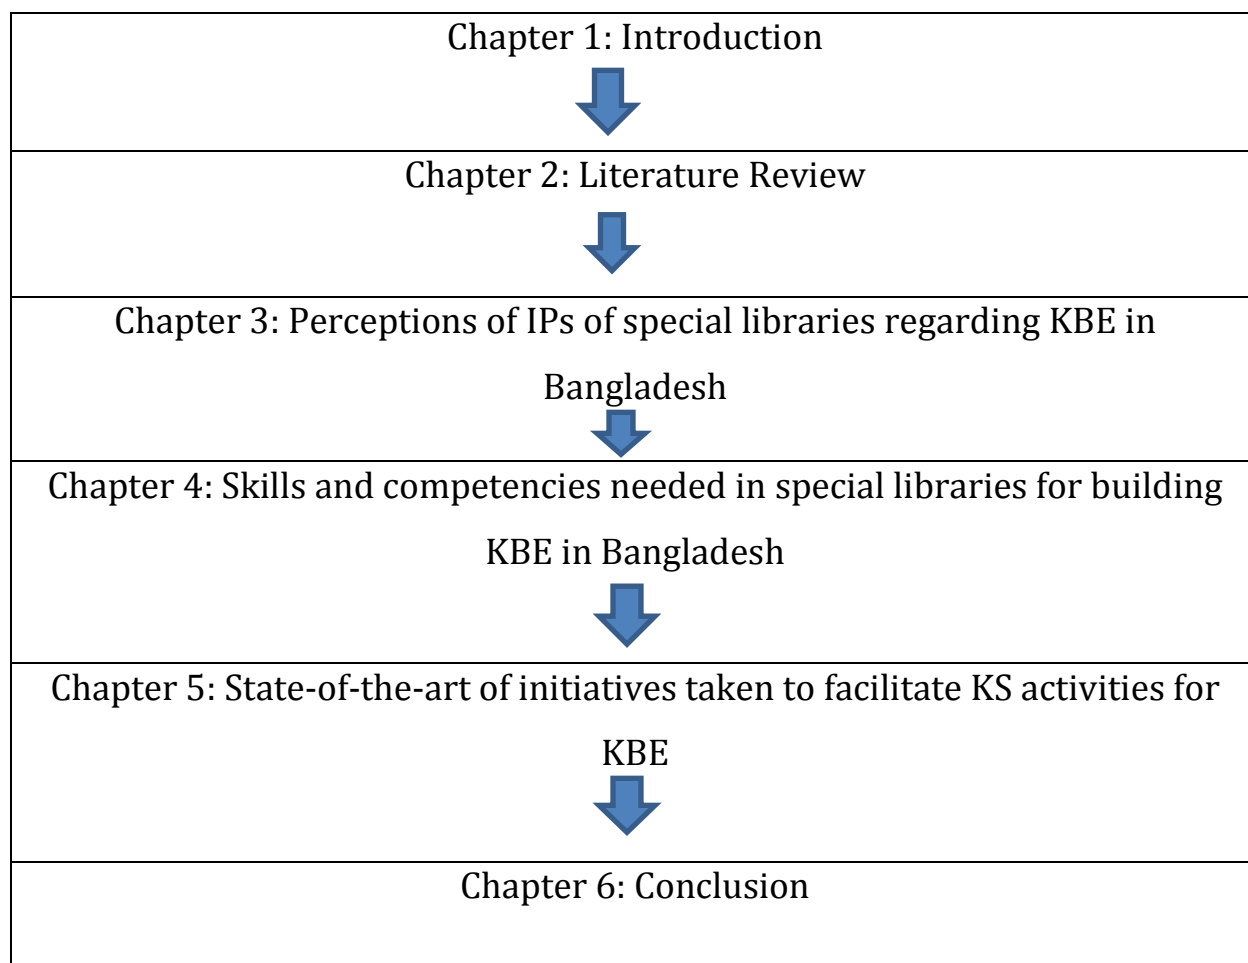 Chapter 1: Introduction
Chapter 2: Literature Review
Chapter 3: Perceptions of IPs of special libraries regarding KBE in
Bangladesh
Chapter 4: Skills and competencies needed in special libraries for building
KBE in Bangladesh
Chapter 5: State-of-the-art of initiatives taken to facilitate KS activities for
KBE
Chapter 6: Conclusion